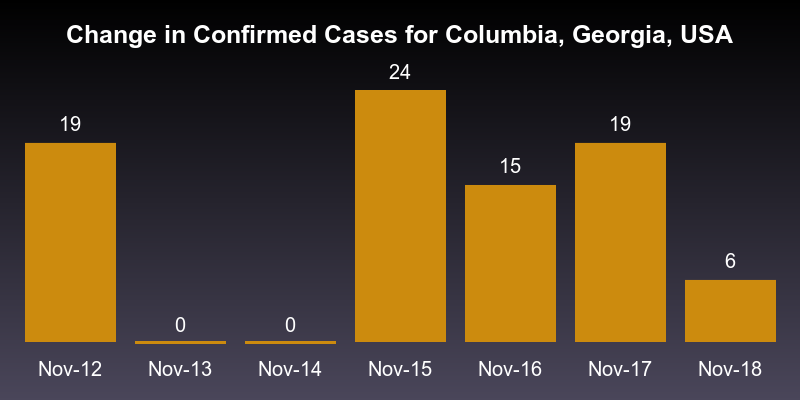 Change in Confirmed Cases for Columbia, Georgia, USA
24
19
19
15
6
0
0
Nov-12
Nov-13
Nov-14
Nov-15
Nov-16
Nov-17
Nov-18